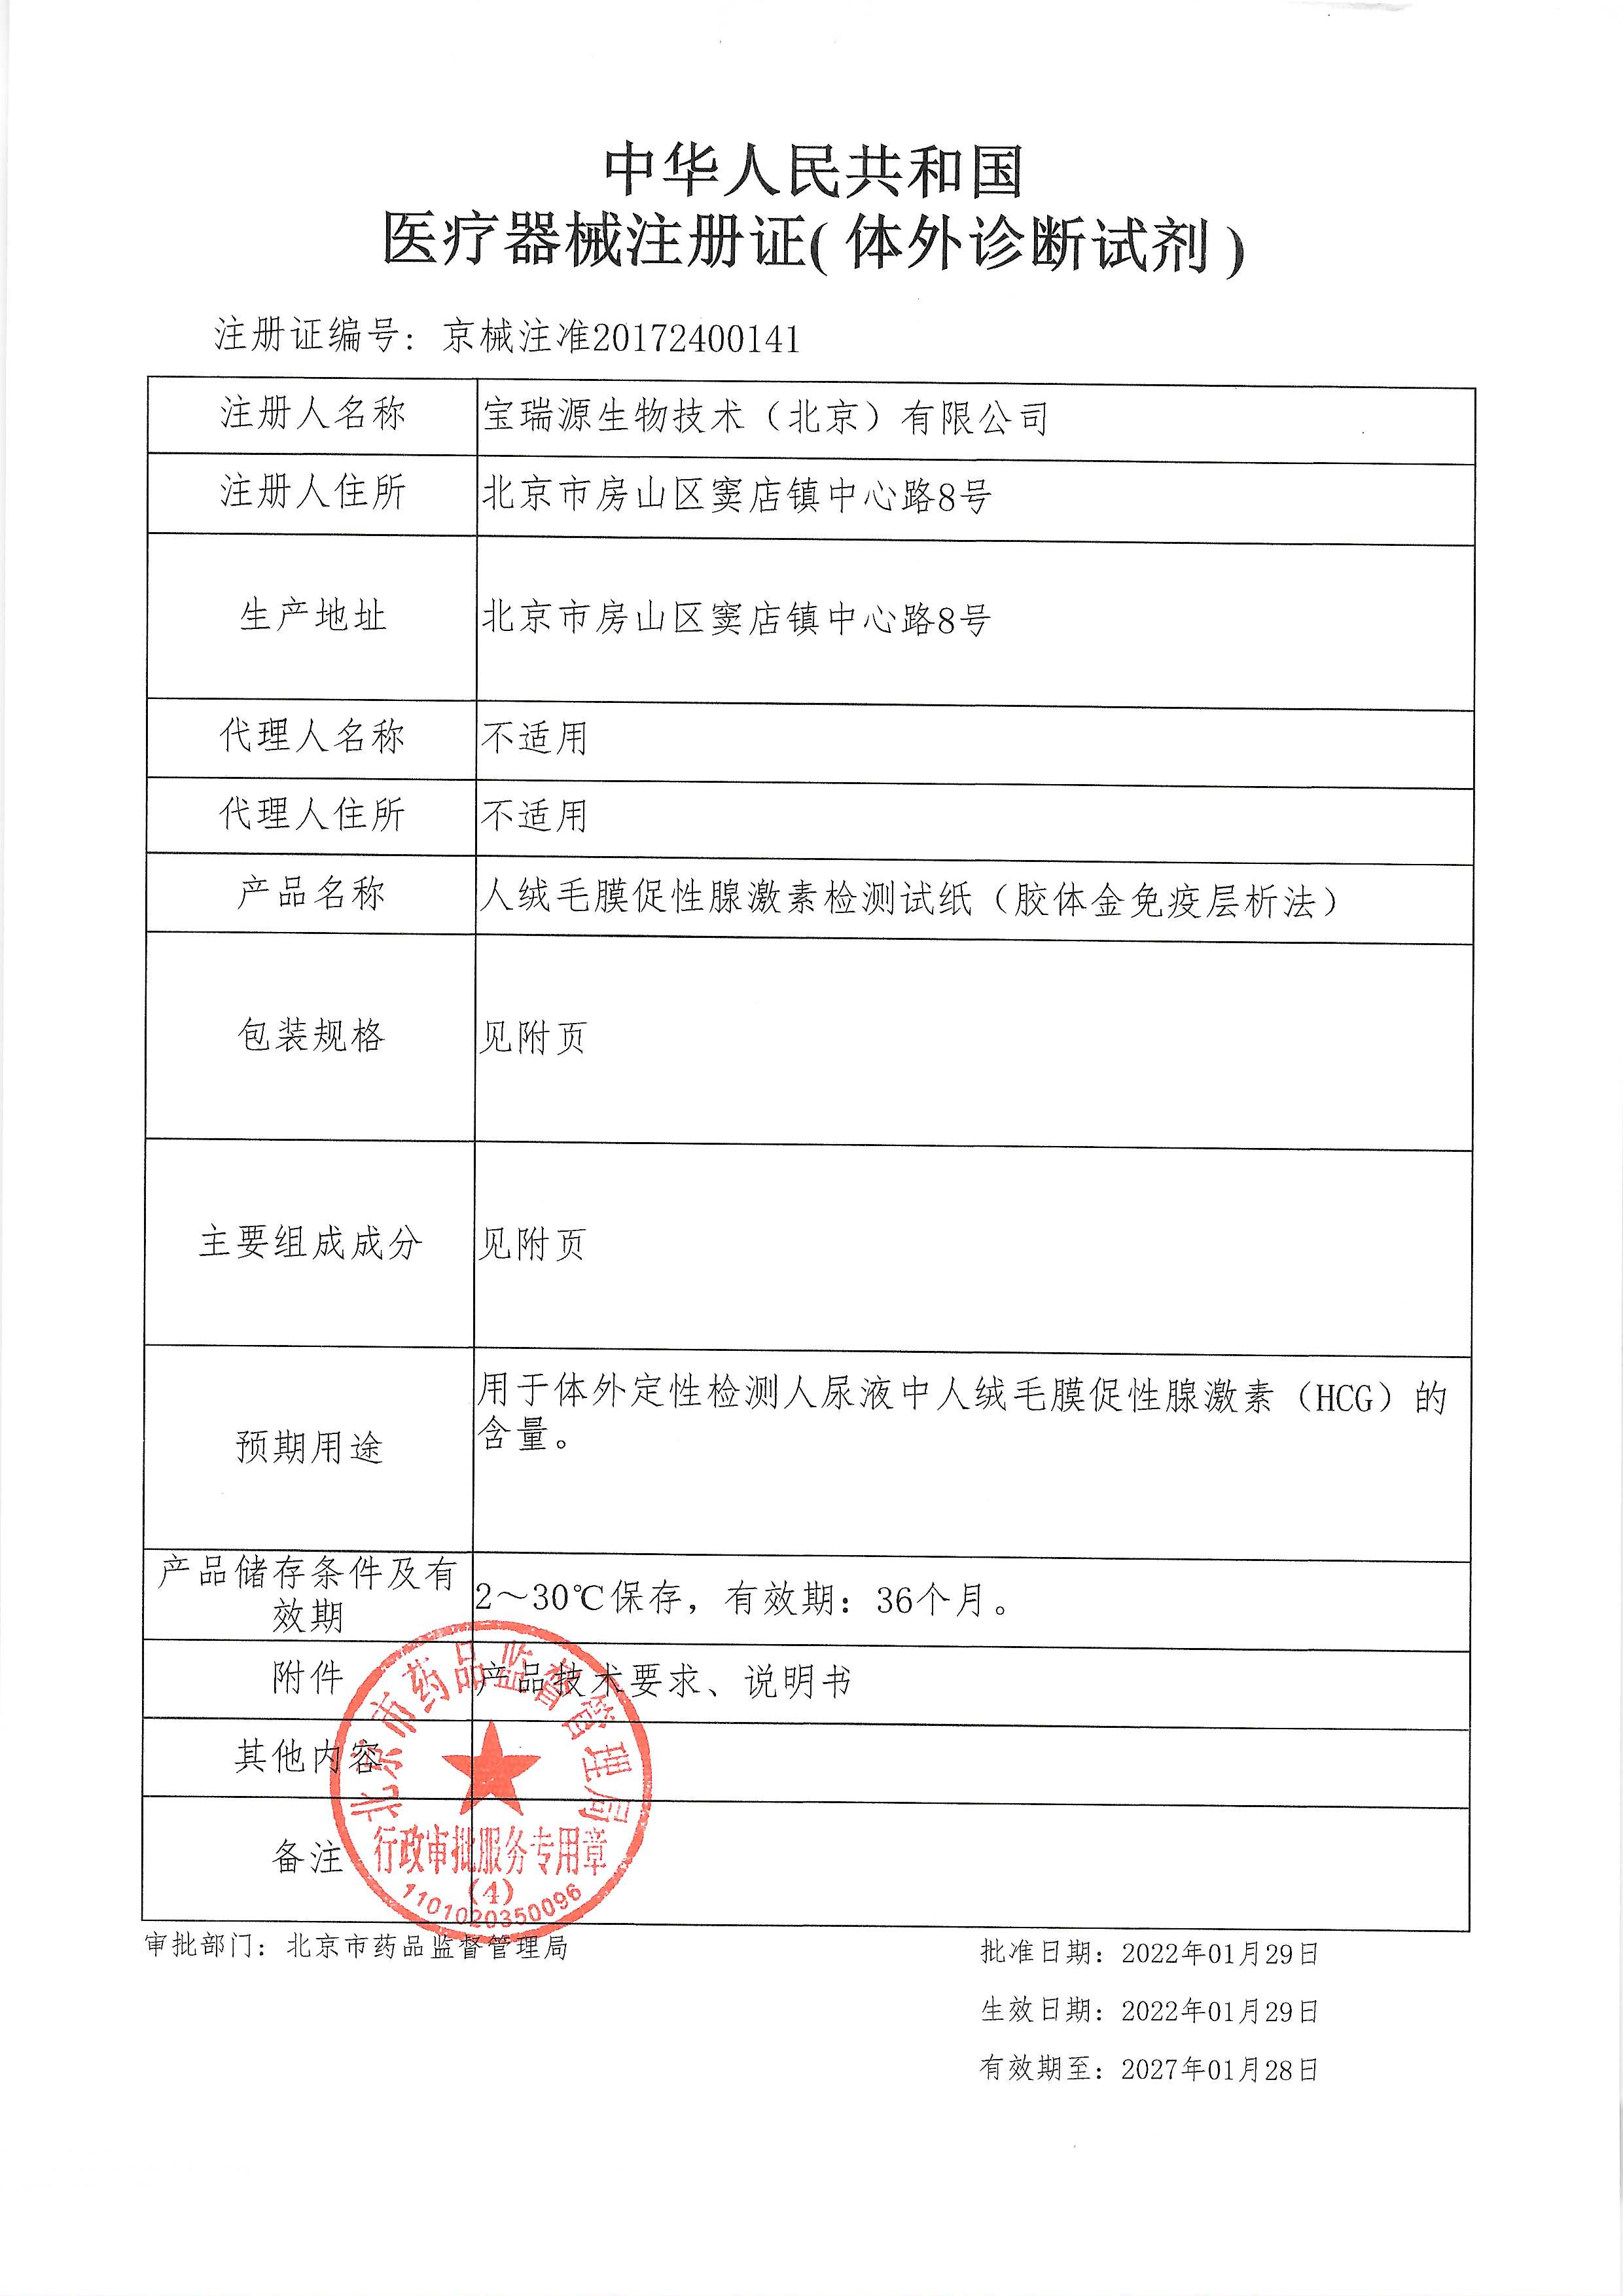 中华人民共和国
医疗器械注册证(体外诊断试剂)
注册证编号：京械注准20172400141
注册人名称 宝瑞源生物技术（北京）有限公司
注册人住所 北京市房山区窦店镇中心路8号
生产地址 北京市房山区窦店镇中心路8号
代理人名称 不适用
代理人住所 不适用
产品名称 人绒毛膜促性腺激素检测试纸（胶体金免疫层析法）
包装规格 见附页
主要组成成分 见附页
预期用途 用于体外定性检测人尿液中人绒毛膜促性腺激素（HCG）的
含量。
产品储存条件及有
效期 2～30℃保存，有效期：36个月。
附件 产品技术要求、说明书
其他内容
备注
北京市药品监督管理局
行政审批服务专用章
(4)
1101020350096
审批部门：北京市药品监督管理局
批准日期：2022年01月29日
生效日期：2022年01月29日
有效期至：2027年01月28日